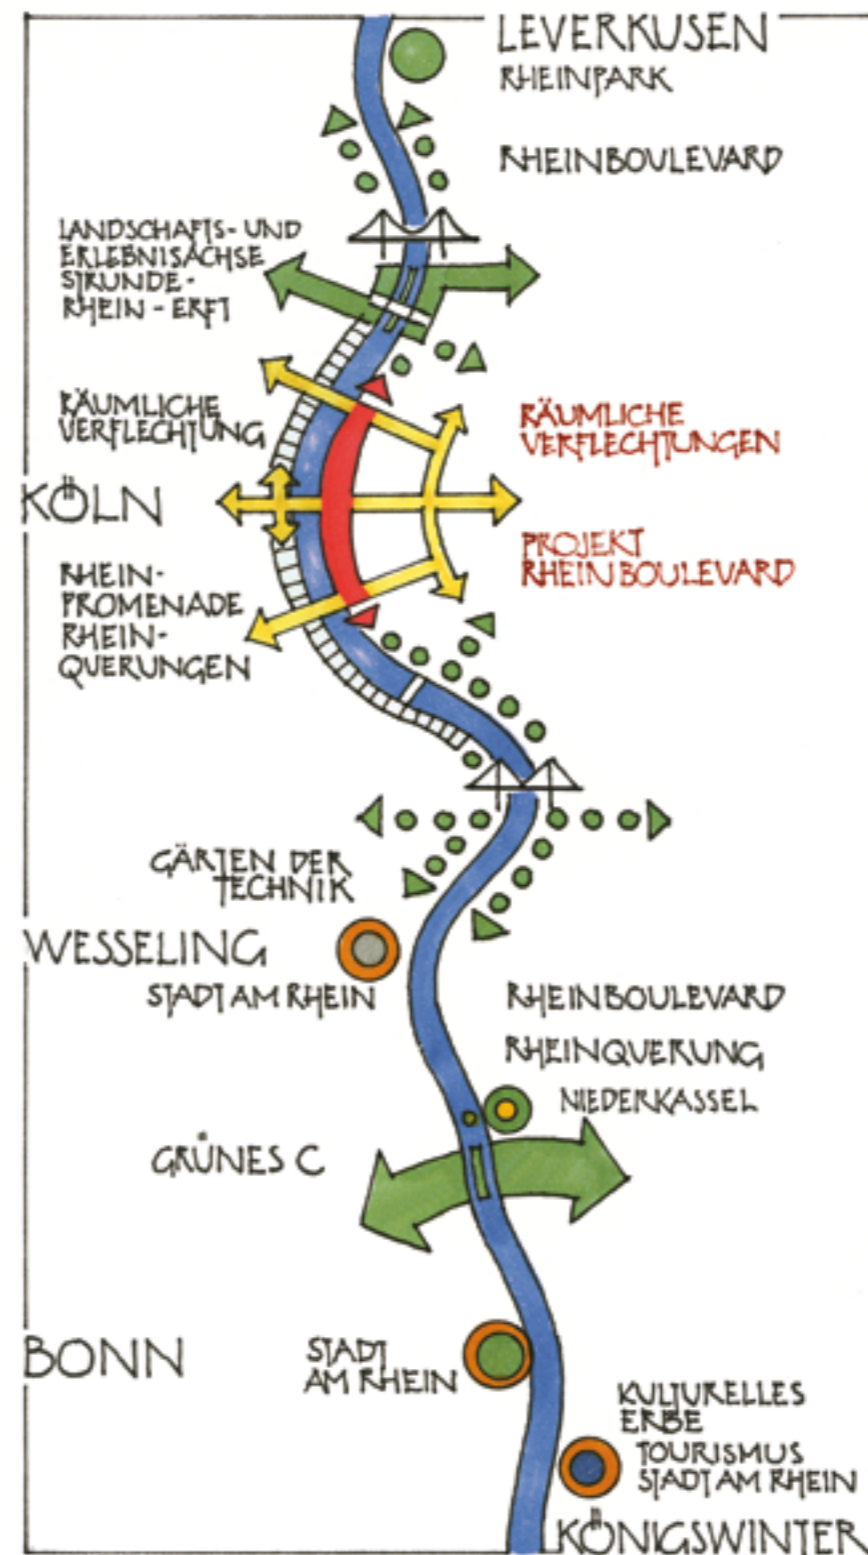 LEVERKUSEN
RHEINPARK
RHEINBOULEVARD
LANDSCHAFTS- UND
ERLEBNISACHSE
STRUNDE-
RHEIN - ERFT
RÄUMLICHE
VERFLECHTUNG
RÄUMLICHE
VERFLECHTUNGEN
KÖLN
PROJEKT
RHEINBOULEVARD
RHEIN-
PROMENADE
RHEIN-
QUERUNGEN
GÄRTEN DER
TECHNIK
WESSELING
STADT AM RHEIN
RHEINBOULEVARD
RHEINQUERUNG
NIEDERKASSEL
GRÜNES C
BONN
STADT
AM RHEIN
KULTURELLES
ERBE
TOURISMUS
STADT AM RHEIN
KÖNIGSWINTER